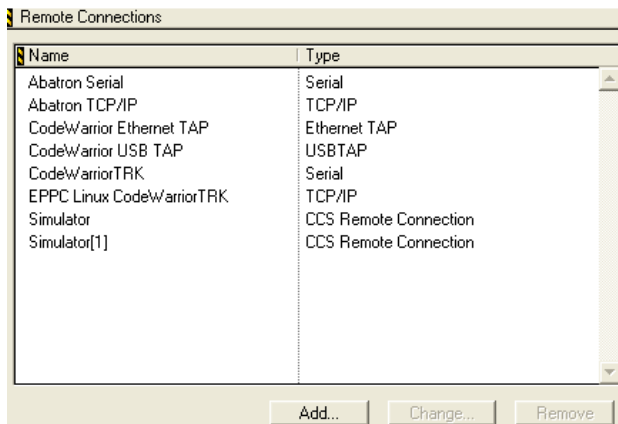 Remote Connections
Name Type
Abatron Serial Serial
Abatron TCP/IP TCP/IP
CodeWarrior Ethernet TAP Ethernet TAP
CodeWarrior USB TAP USBTAP
CodeWarriorTRK Serial
EPPC Linux CodeWarriorTRK TCP/IP
Simulator CCS Remote Connection
Simulator[1] CCS Remote Connection
Add... Change... Remove